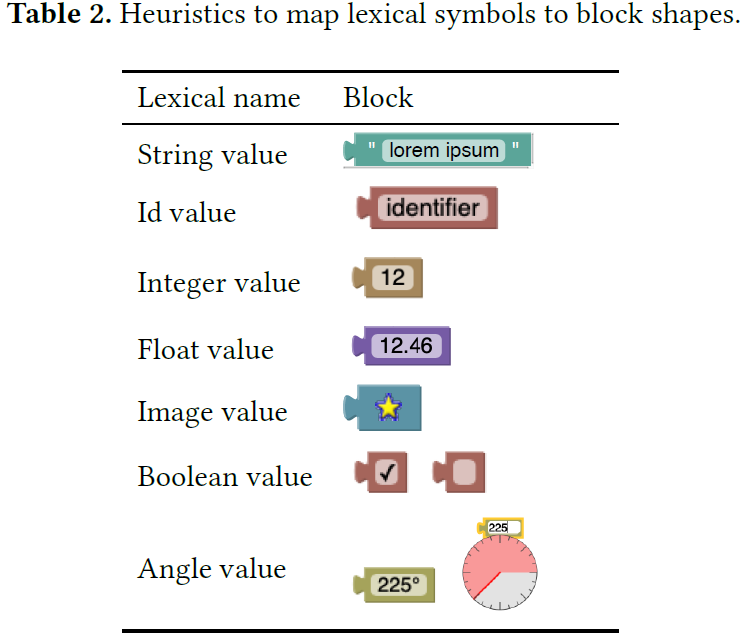 Table 2. Heuristics to map lexical symbols to block shapes.
Lexical name Block
String value " lorem ipsum "
Id value identifier
Integer value 12
Float value 12.46
Image value
Boolean value ✓
225
Angle value 225°